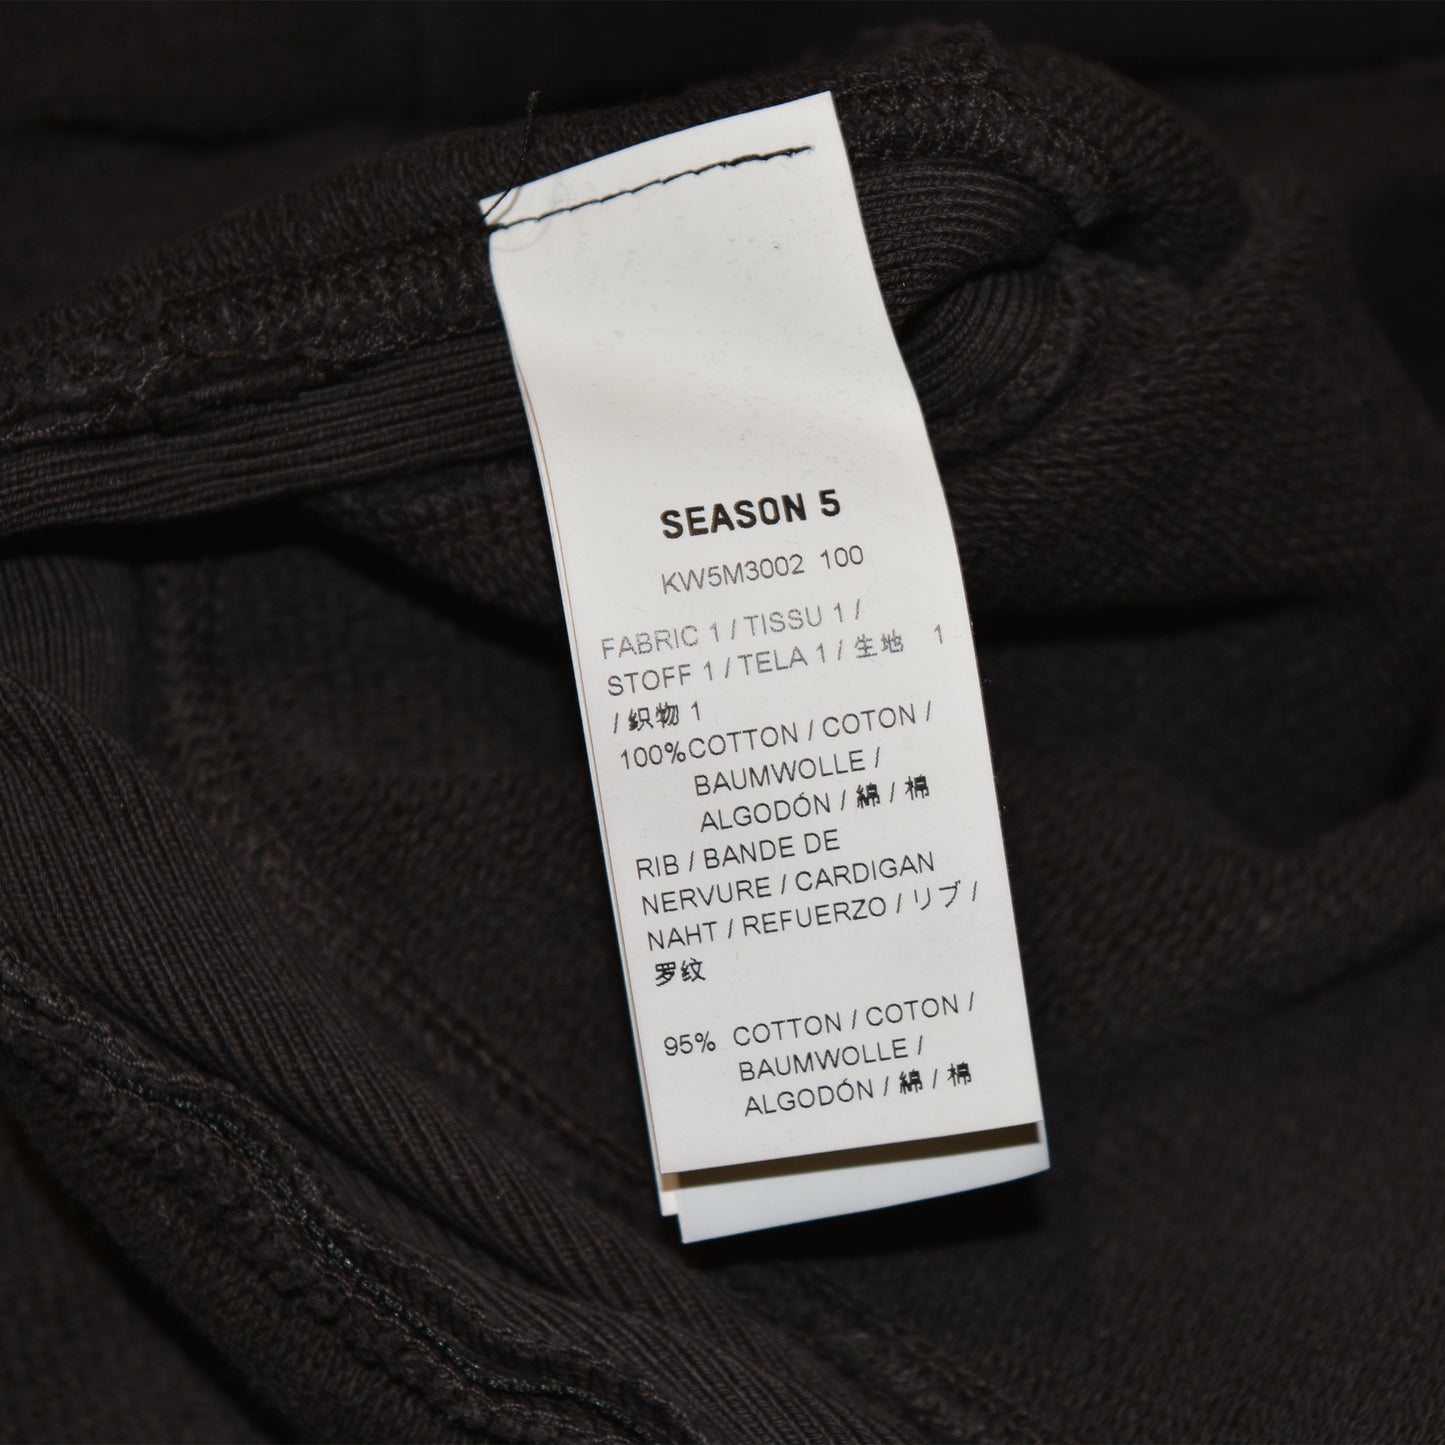 SEASON 5
KW5M3002 100
FABRIC 1 / TISSU 1 /
STOFF 1 / TELA 1 / 生地 1
/ 织物 1
100%COTTON / COTON /
BAUMWOLLE /
ALGODÓN / 綿 / 棉
RIB / BANDE DE
NERVURE / CARDIGAN
NAHT / REFUERZO / リブ /
罗纹
95% COTTON / COTON /
BAUMWOLLE /
ALGODÓN / 綿 / 棉